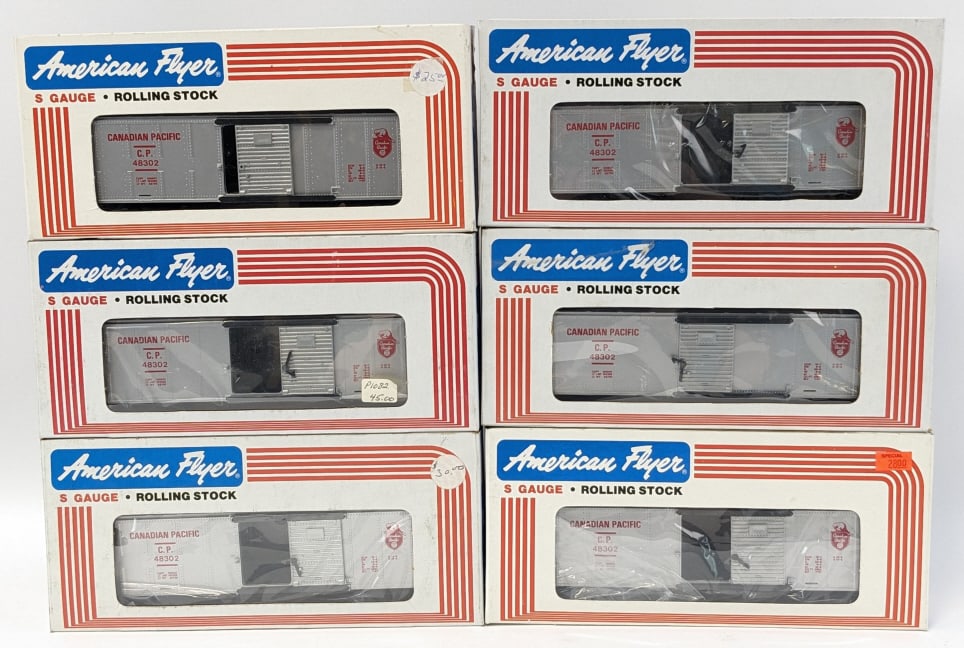 American Flyer®
S GAUGE • ROLLING STOCK
$25.00
CANADIAN PACIFIC
C.P.
48302
American Flyer®
S GAUGE • ROLLING STOCK
CANADIAN PACIFIC
C.P.
48302
American Flyer®
S GAUGE • ROLLING STOCK
CANADIAN PACIFIC
C.P.
48302
P1082
45.00
American Flyer®
S GAUGE • ROLLING STOCK
CANADIAN PACIFIC
C.P.
48302
American Flyer®
S GAUGE • ROLLING STOCK
$
30.00
CANADIAN PACIFIC
C.P.
48302
American Flyer®
S GAUGE • ROLLING STOCK
SPECIAL
CANADIAN PACIFIC
C.P.
48302